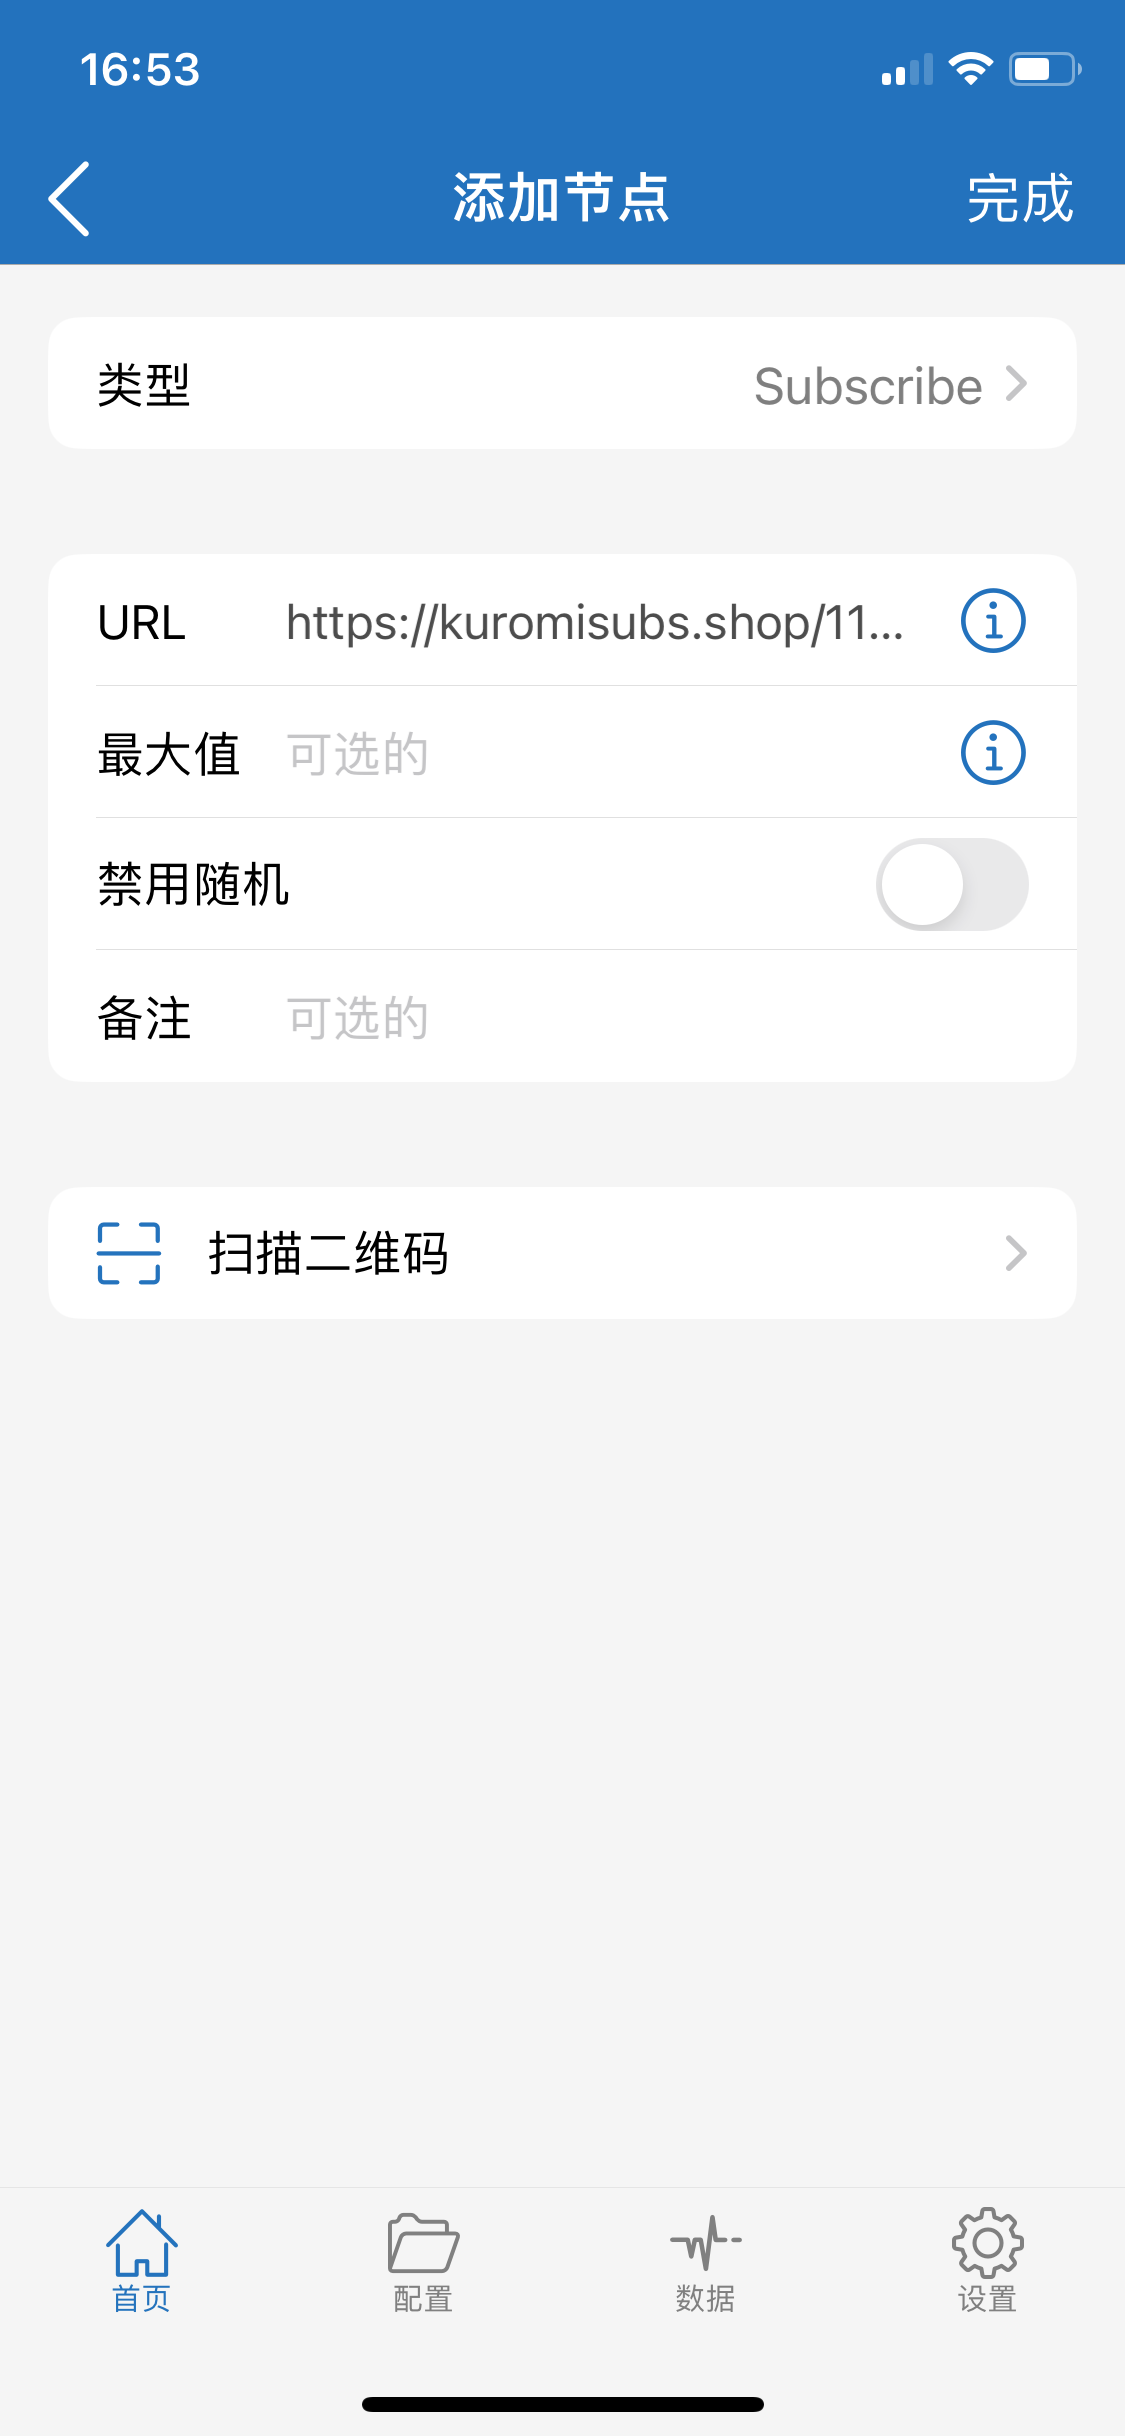 16:53
添加节点
完成
类型
Subscribe
URL
https://kuromisubs.shop/11...
最大值
可选的
禁用随机
备注
可选的
扫描二维码
首页
配置
数据
设置